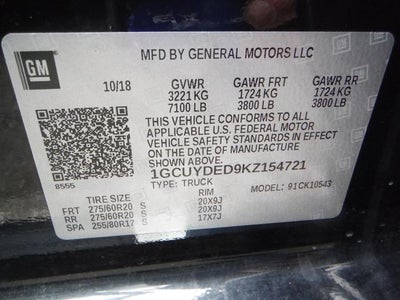 GM
MFD BY GENERAL MOTORS LLC
10/18 GVWR GAWR FRT GAWR RR
3221 KG 1724 KG 1724 KG
7100 LB 3800 LB 3800 LB
THIS VEHICLE CONFORMS TO ALL
APPLICABLE U.S. FEDERAL MOTOR
VEHICLE SAFETY STANDARDS IN EFFECT
ON THE DATE OF MANUFACTURE
SHOWN ABOVE.
8555 1GCUYDED9KZ154721
TYPE: TRUCK MODEL: 91CK10543
TIRE SIZE RIM
FRT 275/60R20 S 20X9J
RR 275/60R20 S 20X9J
SPA 255/80R17 S 17X7J